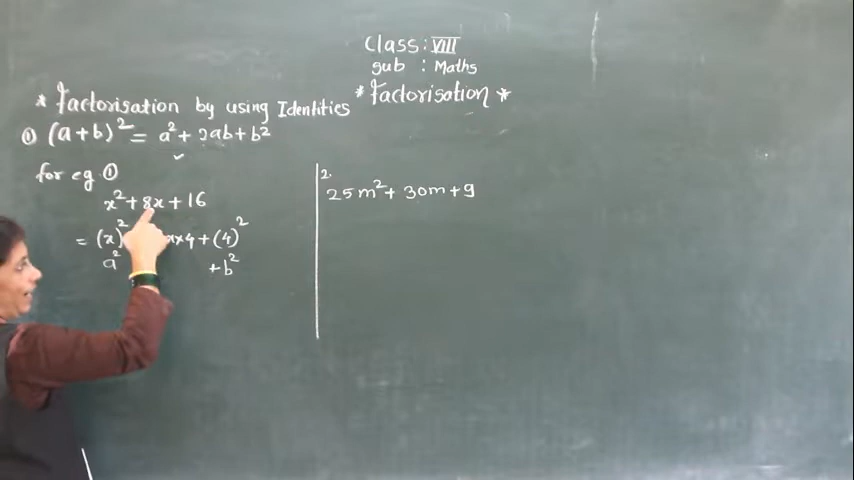 Class: VIII
Sub : Maths
* Factorisation *
* Factorisation by using Identities
① (a+b)² = a² + 2ab + b²
for eg ①
x² + 8x + 16
= (x)² x×4 + (4)²
a² + b²
2.
25m² + 30m + 9